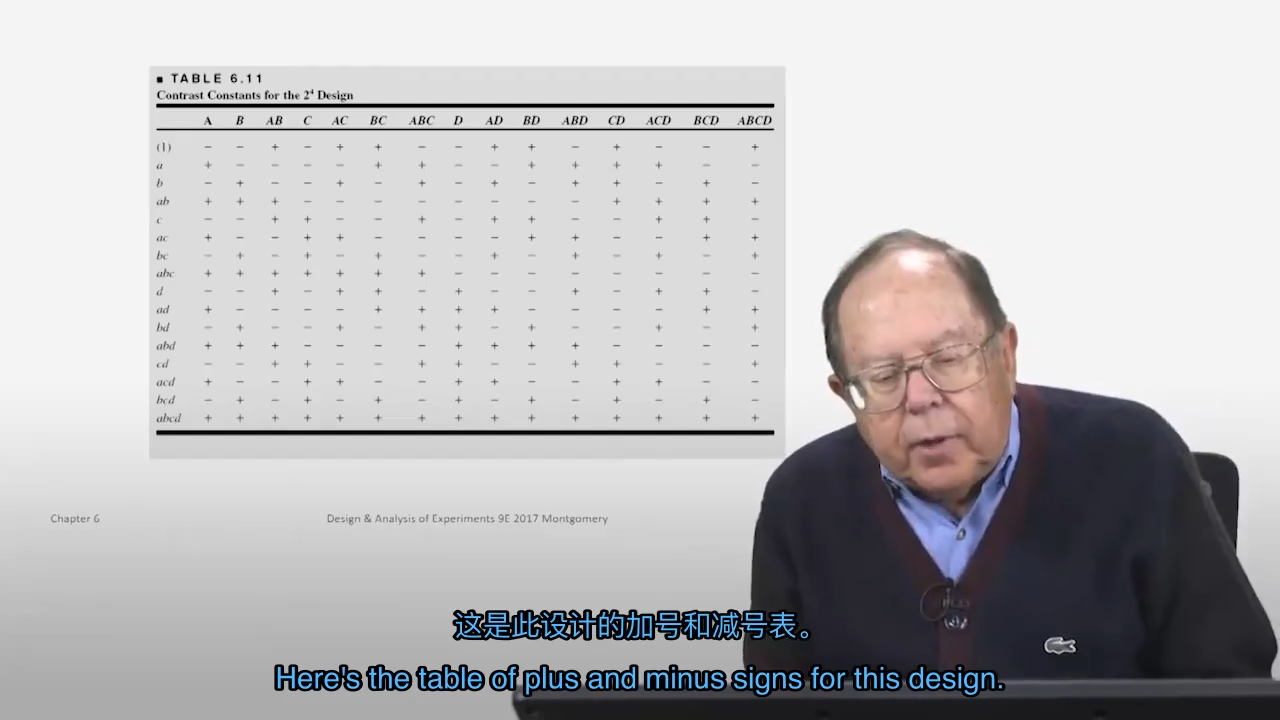 ■ TABLE 6.11
Contrast Constants for the 2⁴ Design
A B AB C AC BC ABC D AD BD ABD CD ACD BCD ABCD
(1) − − + − + + − − + + − + − − +
a + − − − − + + − − + + + + − −
b − + − − + − + − + − + + − + −
ab + + + − − − − − − − − + + + +
c − − + + − − + − + + − − + + −
ac + − − + + − − − − + + − − + +
bc − + − + − + − − + − + − + − +
abc + + + + + + + − − − − − − − −
d − − + − + + − + − − + − + + −
ad + − − − − + + + + − − − − + +
bd − + − − + − + + − + − − + − +
abd + + + − − − − + + + + − − − −
cd − − + + − − + + − − + + − − +
acd + − − + + − − + + − − + + − −
bcd − + − + − + − + − + − + − + −
abcd + + + + + + + + + + + + + + +
Chapter 6
Design & Analysis of Experiments 9E 2017 Montgomery
这是此设计的加号和减号表。
Here's the table of plus and minus signs for this design.